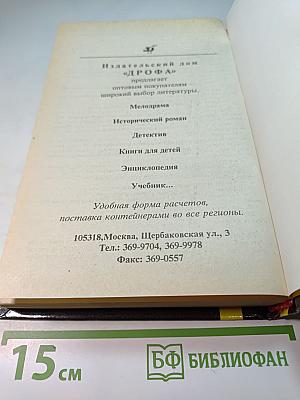 Издательский дом
«ДРОФА»
предлагает
оптовым покупателям
широкий выбор литературы.
Мелодрама
Исторический роман
Детектив
Книги для детей
Энциклопедия
Учебник...
Удобная форма расчетов,
поставка контейнерами во все регионы.
105318,Москва, Щербаковская ул., 3
Тел.: 369-9704, 369-9978
Факс: 369-0557
15 см
БФ БИБЛИОФАН